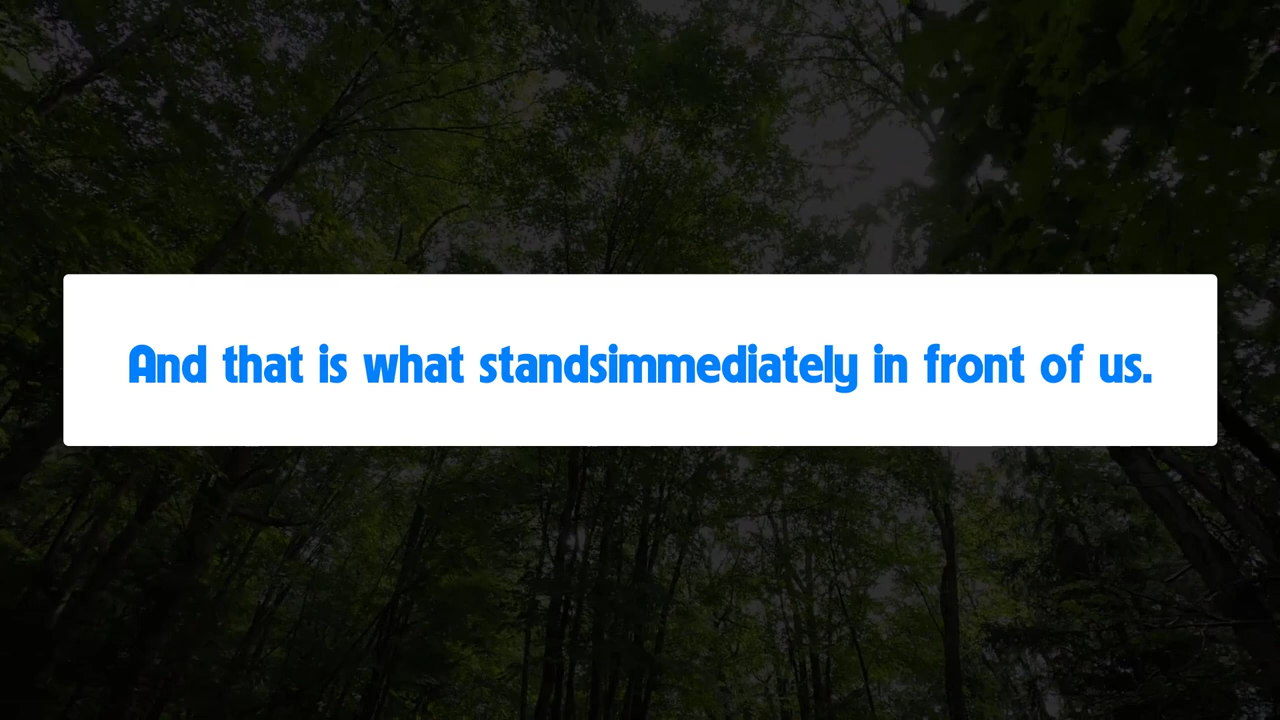 And that is what standsimmediately in front of us.